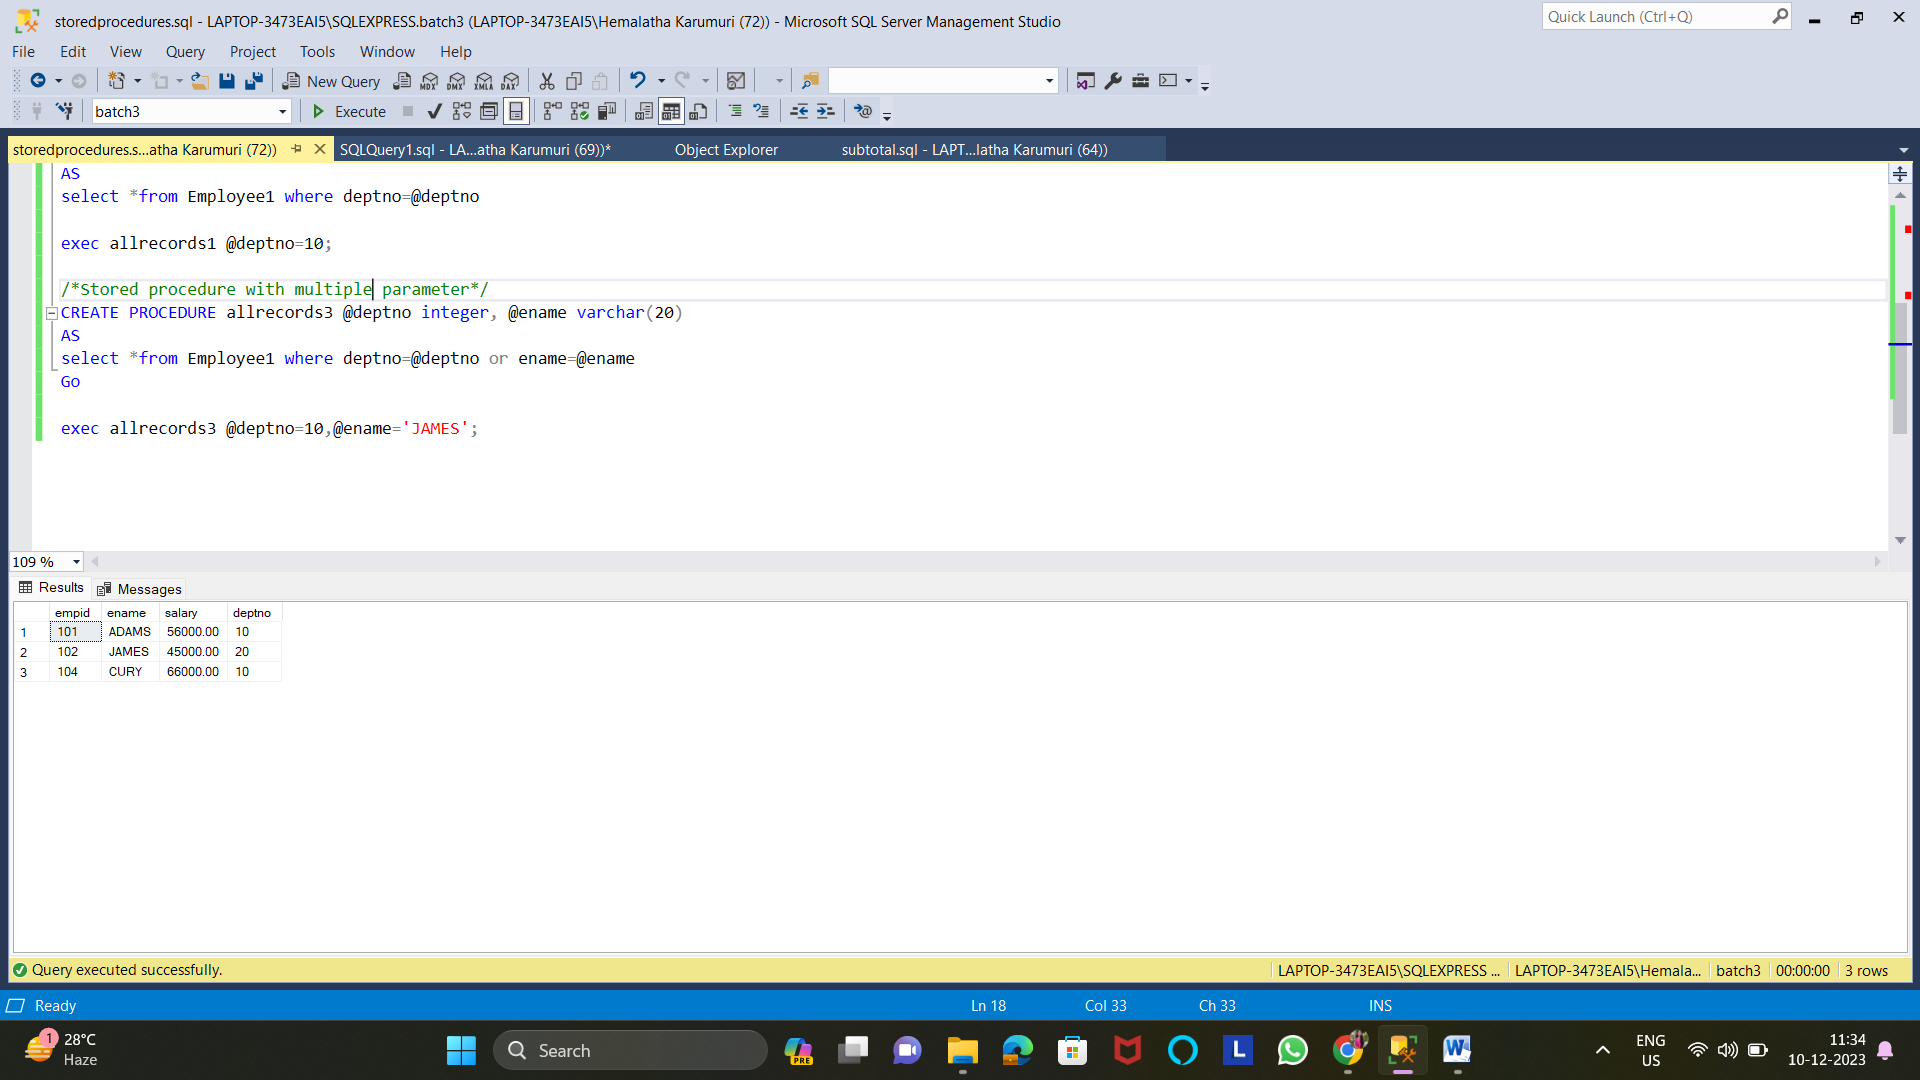 storedprocedures.sql - LAPTOP-3473EAI5\SQLEXPRESS.batch3 (LAPTOP-3473EAI5\Hemalatha Karumuri (72)) - Microsoft SQL Server Management Studio
Quick Launch (Ctrl+Q)
File Edit View Query Project Tools Window Help
New Query MDX DMX XMLA DAX
batch3 Execute
storedprocedures.s...atha Karumuri (72)) SQLQuery1.sql - LA...atha Karumuri (69))* Object Explorer subtotal.sql - LAPT...latha Karumuri (64))
AS
select *from Employee1 where deptno=@deptno
exec allrecords1 @deptno=10;
/*Stored procedure with multiple parameter*/
CREATE PROCEDURE allrecords3 @deptno integer, @ename varchar(20)
AS
select *from Employee1 where deptno=@deptno or ename=@ename
Go
exec allrecords3 @deptno=10,@ename='JAMES';
109 %
Results Messages
empid ename salary deptno
1 101 ADAMS 56000.00 10
2 102 JAMES 45000.00 20
3 104 CURY 66000.00 10
Query executed successfully. LAPTOP-3473EAI5\SQLEXPRESS ... LAPTOP-3473EAI5\Hemala... batch3 00:00:00 3 rows
Ready Ln 18 Col 33 Ch 33 INS
1 28°C
Haze
Search
PRE
L
W
ENG
US
11:34
10-12-2023